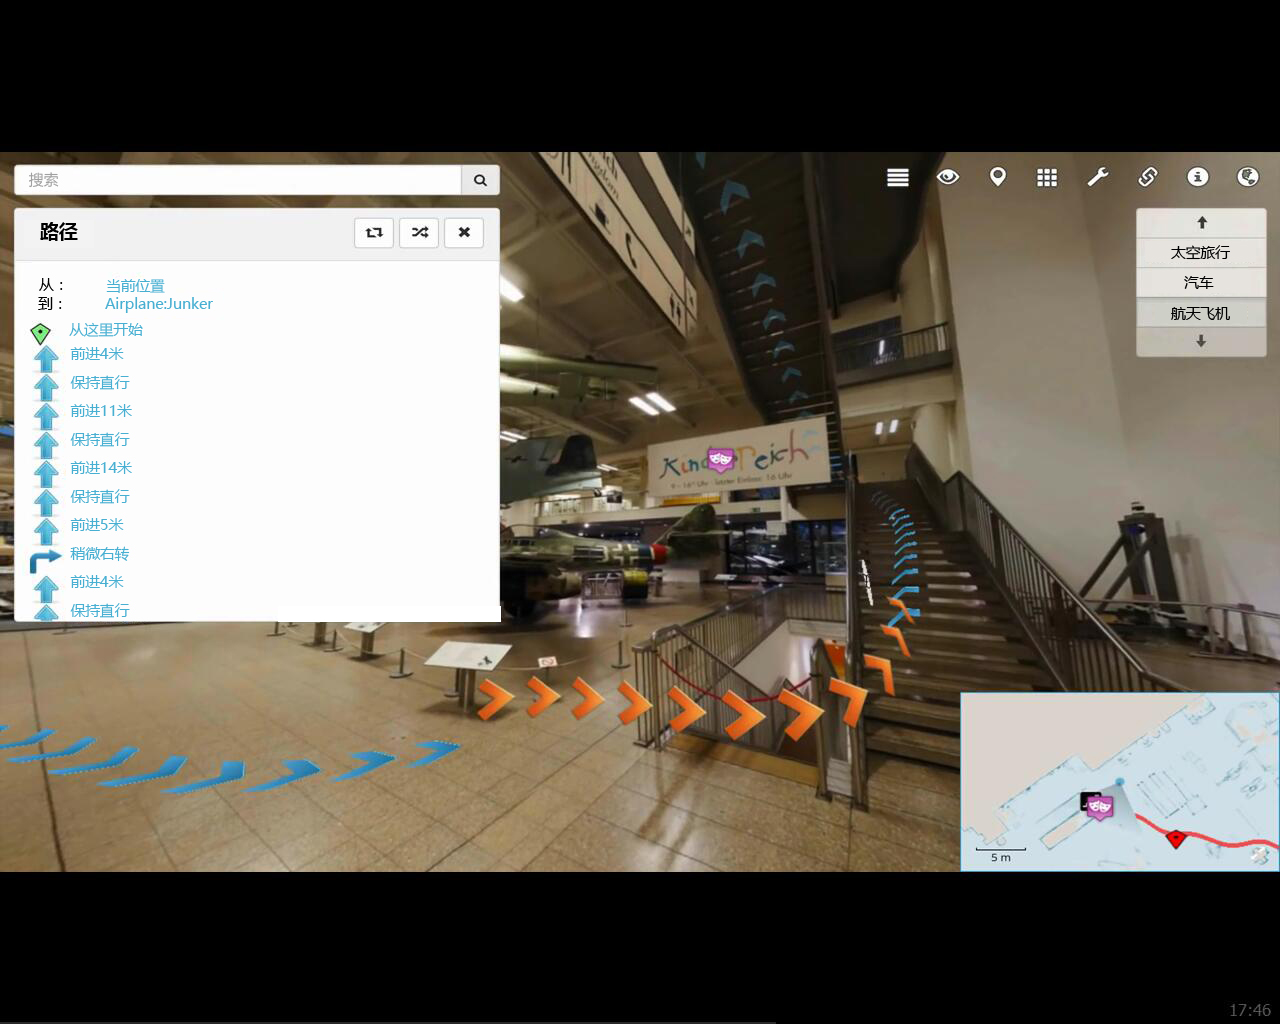 搜索
路径
从：
当前位置
到：
Airplane:Junker
从这里开始
前进4米
保持直行
前进11米
保持直行
前进14米
保持直行
前进5米
稍微右转
前进4米
保持直行
太空旅行
汽车
航天飞机
Reich
9 - 16³⁰ Uhr · letzter Einlass: 16 Uhr
5 m
17:46